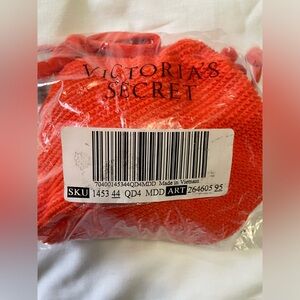 VICTORIA'S
SECRET
70400145344QD4MDD Made in Vietnam
SKU 1453 44 QD4 MDD ART 264605 95